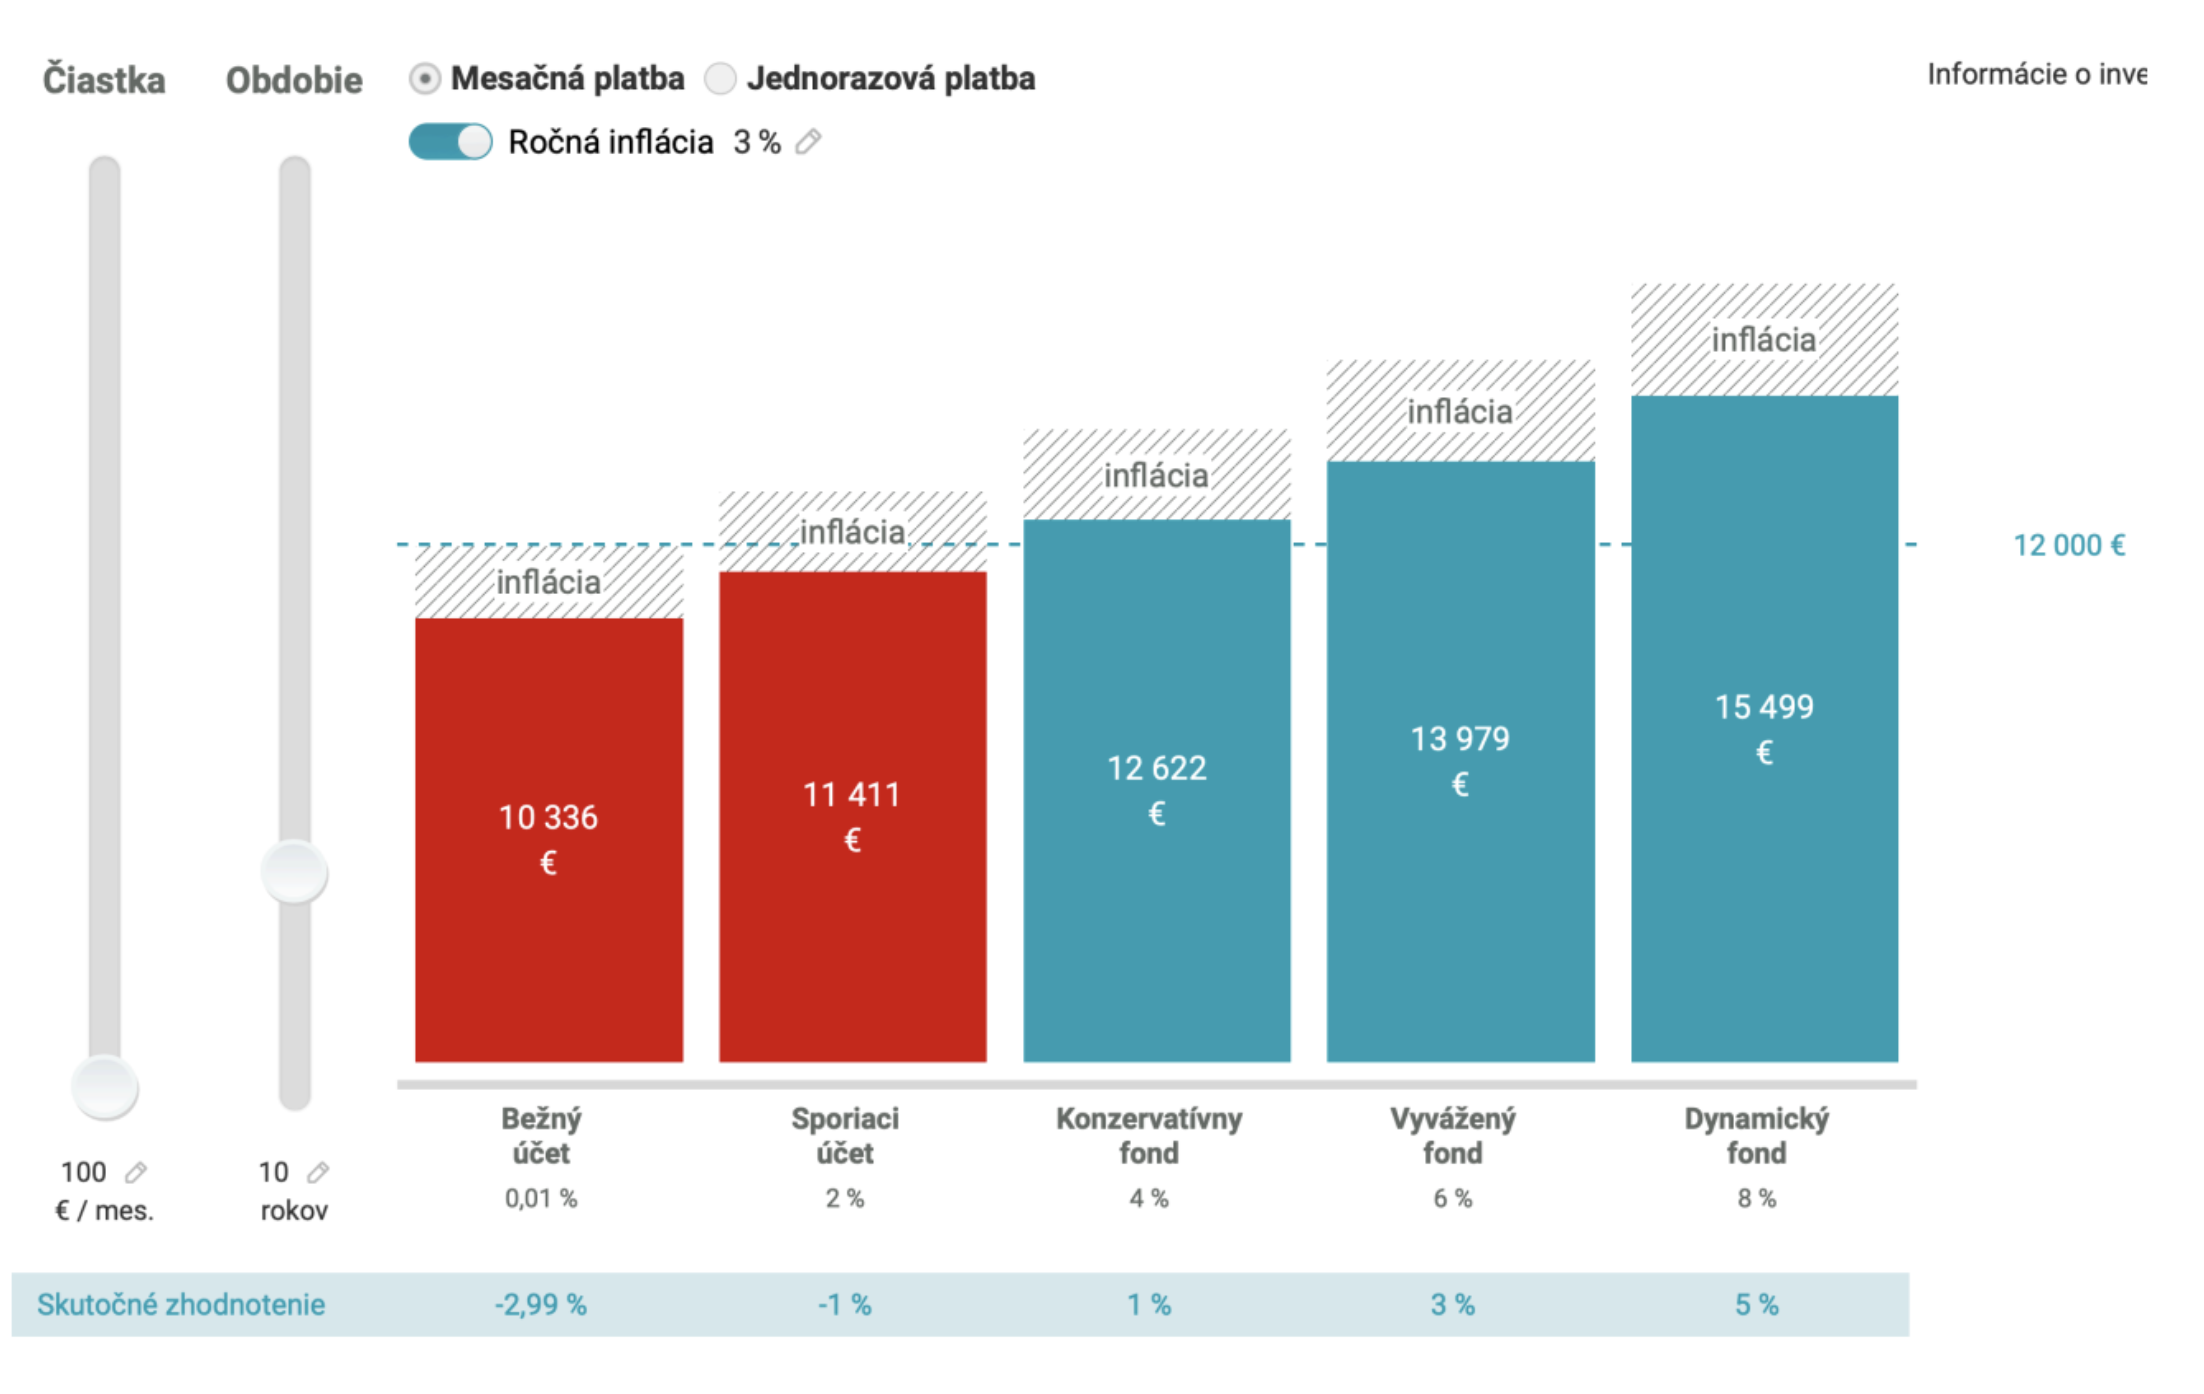 Čiastka
Obdobie
Mesačná platba
Jednorazová platba
Informácie o inve
Ročná inflácia 3 %
inflácia
inflácia
inflácia
inflácia
inflácia
12 000 €
10 336
€
11 411
€
12 622
€
13 979
€
15 499
€
Bežný
účet
0,01 %
Sporiaci
účet
2 %
Konzervatívny
fond
4 %
Vyvážený
fond
6 %
Dynamický
fond
8 %
100
€ / mes.
10
rokov
Skutočné zhodnotenie -2,99 % -1 % 1 % 3 % 5 %